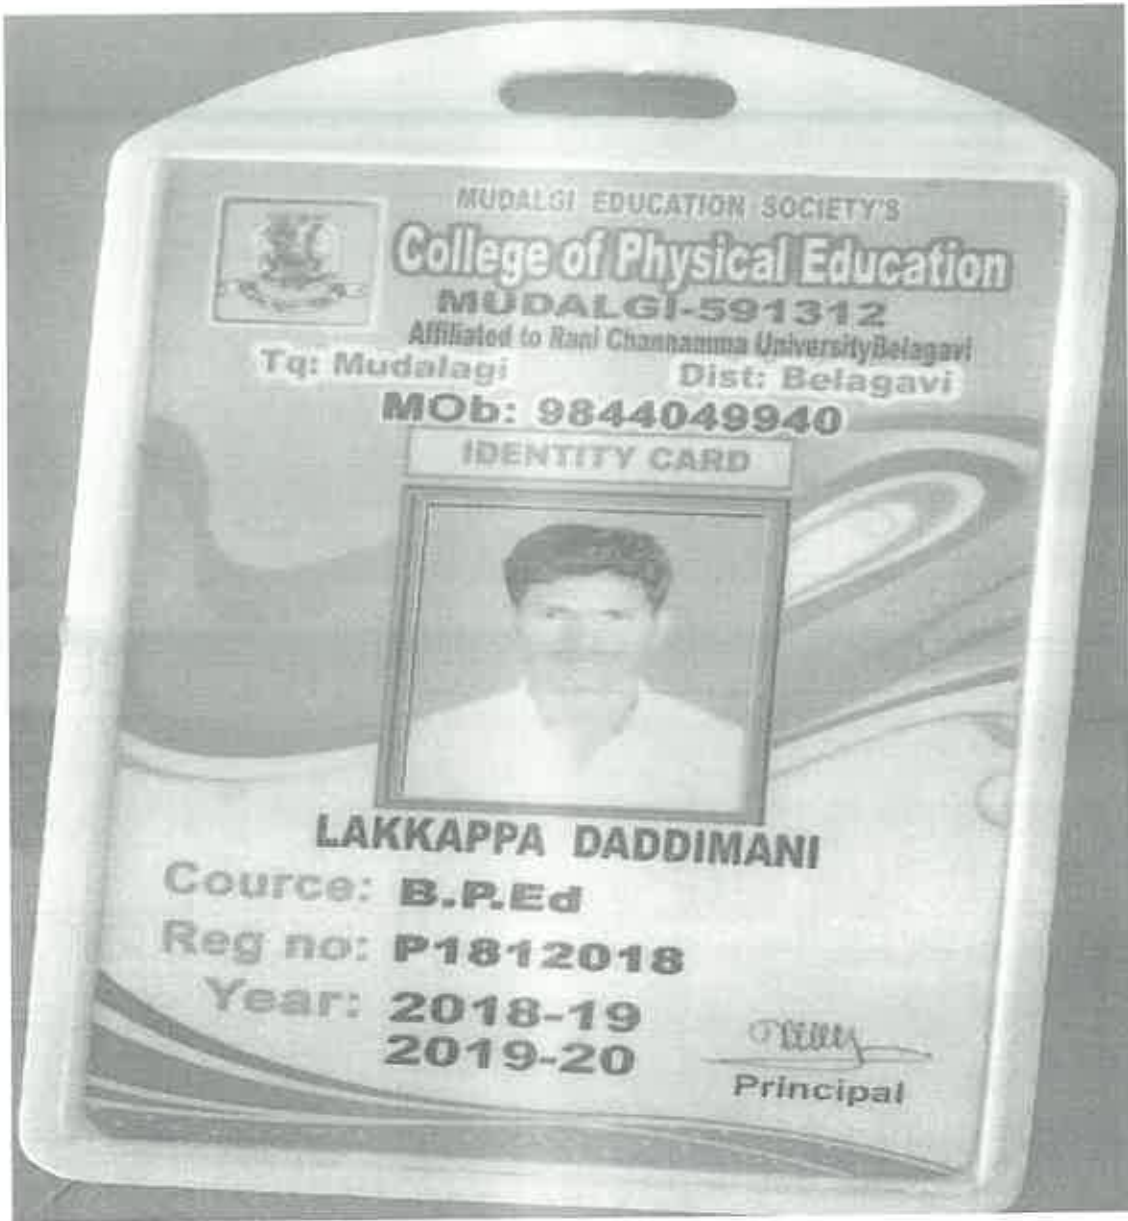 MUDALGI EDUCATION SOCIETY'S
College of Physical Education
MUDALGI-591312
Affiliated to Rani Channamma UniversityBelagavi
Tq: Mudalagi Dist: Belagavi
MOb: 9844049940
IDENTITY CARD
LAKKAPPA DADDIMANI
Cource: B.P.Ed
Reg no: P1812018
Year: 2018-19
2019-20
Principal